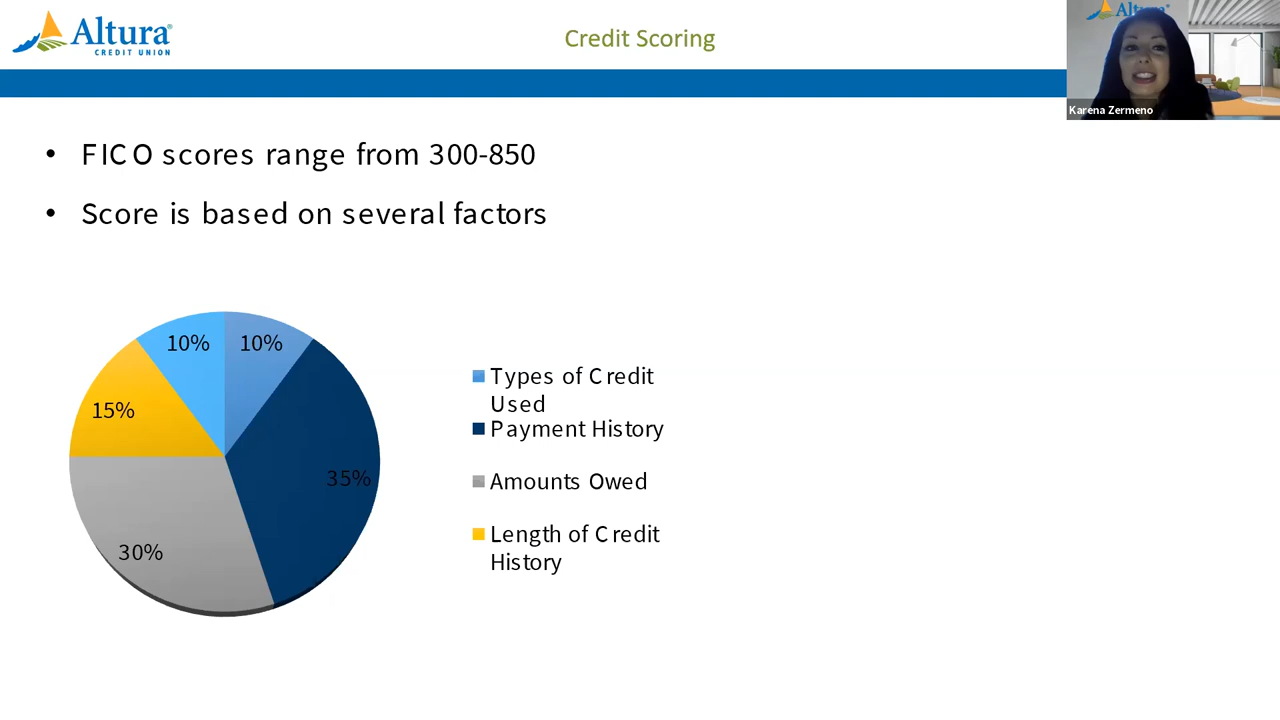 Altura
CREDIT UNION
Credit Scoring
Altura
Karena Zermeno
• FICO scores range from 300-850
• Score is based on several factors
10%
10%
15%
35%
30%
Types of Credit
Used
Payment History
Amounts Owed
Length of Credit
History